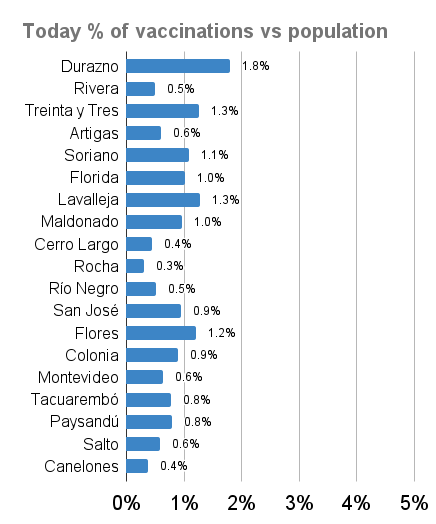 Today % of vaccinations vs population
Durazno 1.8%
Rivera 0.5%
Treinta y Tres 1.3%
Artigas 0.6%
Soriano 1.1%
Florida 1.0%
Lavalleja 1.3%
Maldonado 1.0%
Cerro Largo 0.4%
Rocha 0.3%
Río Negro 0.5%
San José 0.9%
Flores 1.2%
Colonia 0.9%
Montevideo 0.6%
Tacuarembó 0.8%
Paysandú 0.8%
Salto 0.6%
Canelones 0.4%
0% 1% 2% 3% 4% 5%